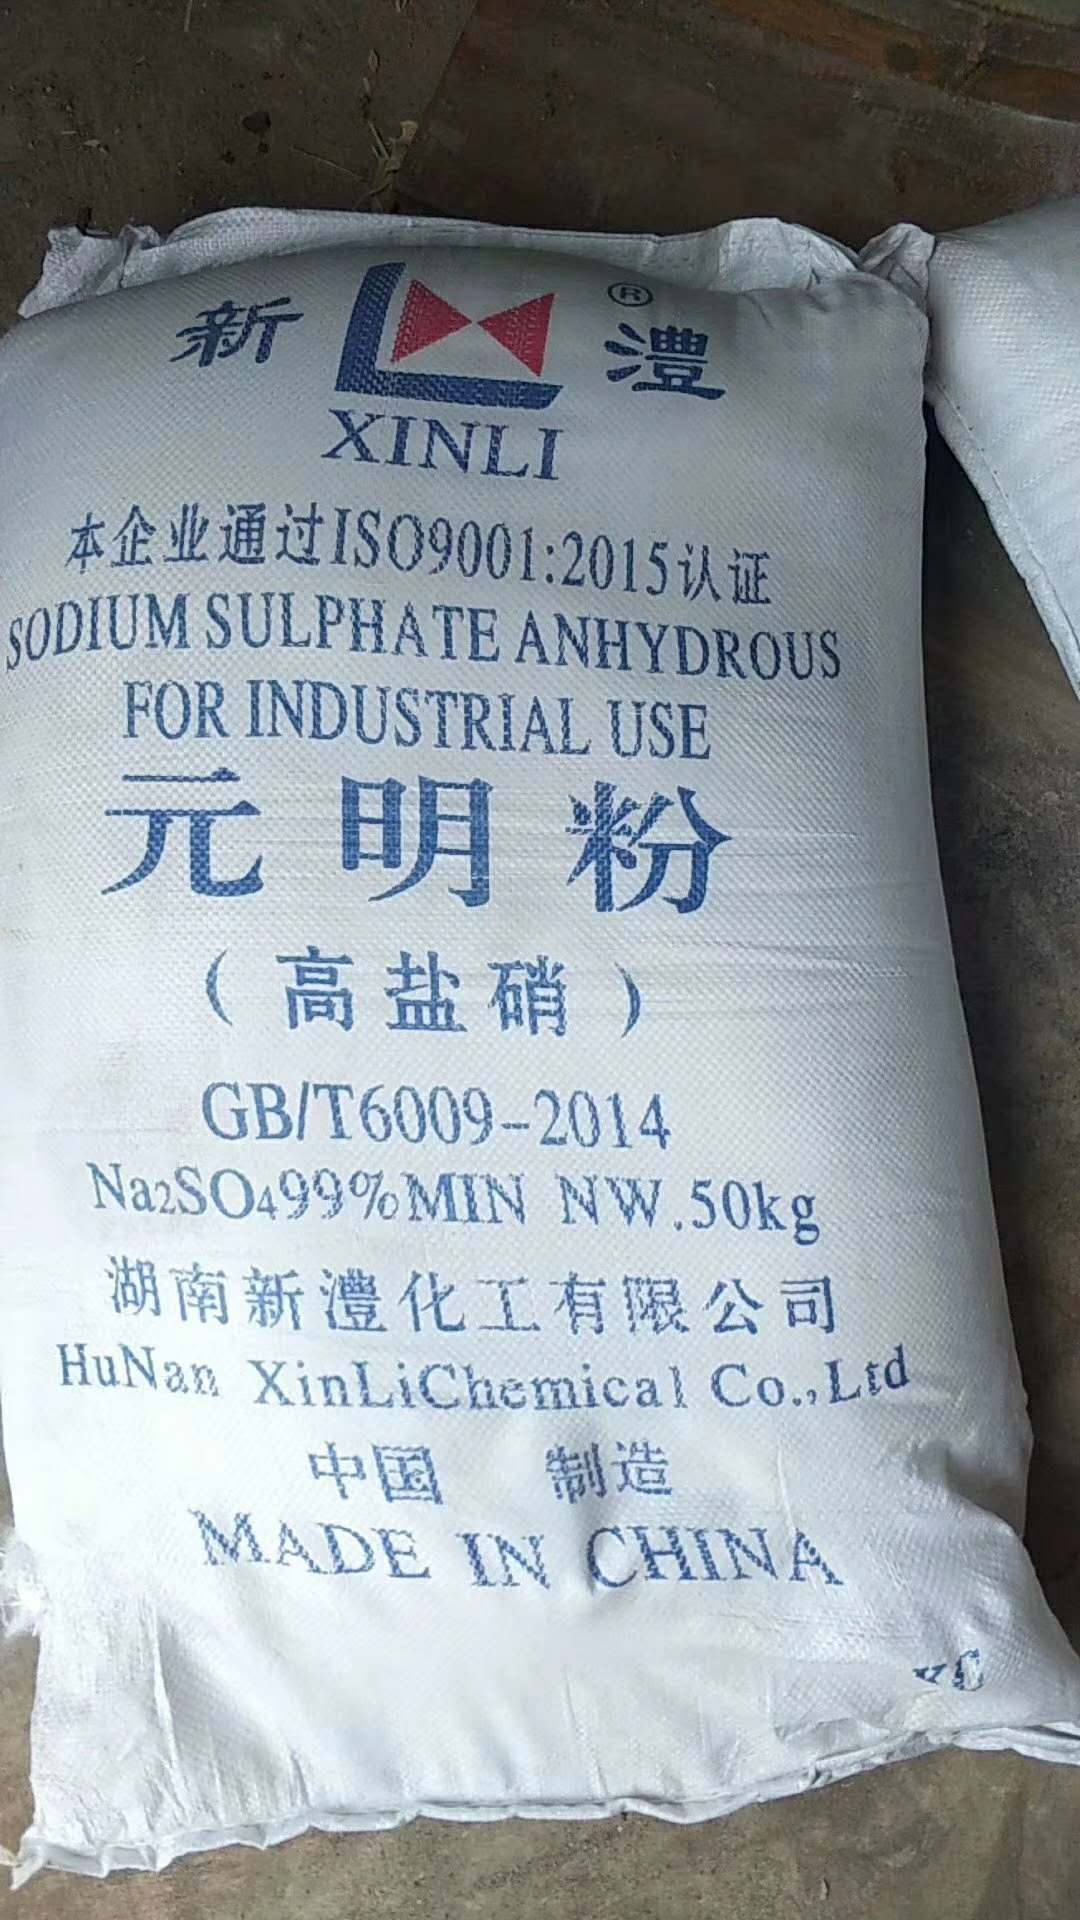 新 ® 澧
XINLI
本企业通过ISO9001:2015认证
SODIUM SULPHATE ANHYDROUS
FOR INDUSTRIAL USE
元明粉
(高盐硝)
GB/T6009-2014
Na2SO499%MIN NW.50kg
湖南新澧化工有限公司
HuNan XinLiChemical Co.,Ltd
中国 制造
MADE IN CHINA